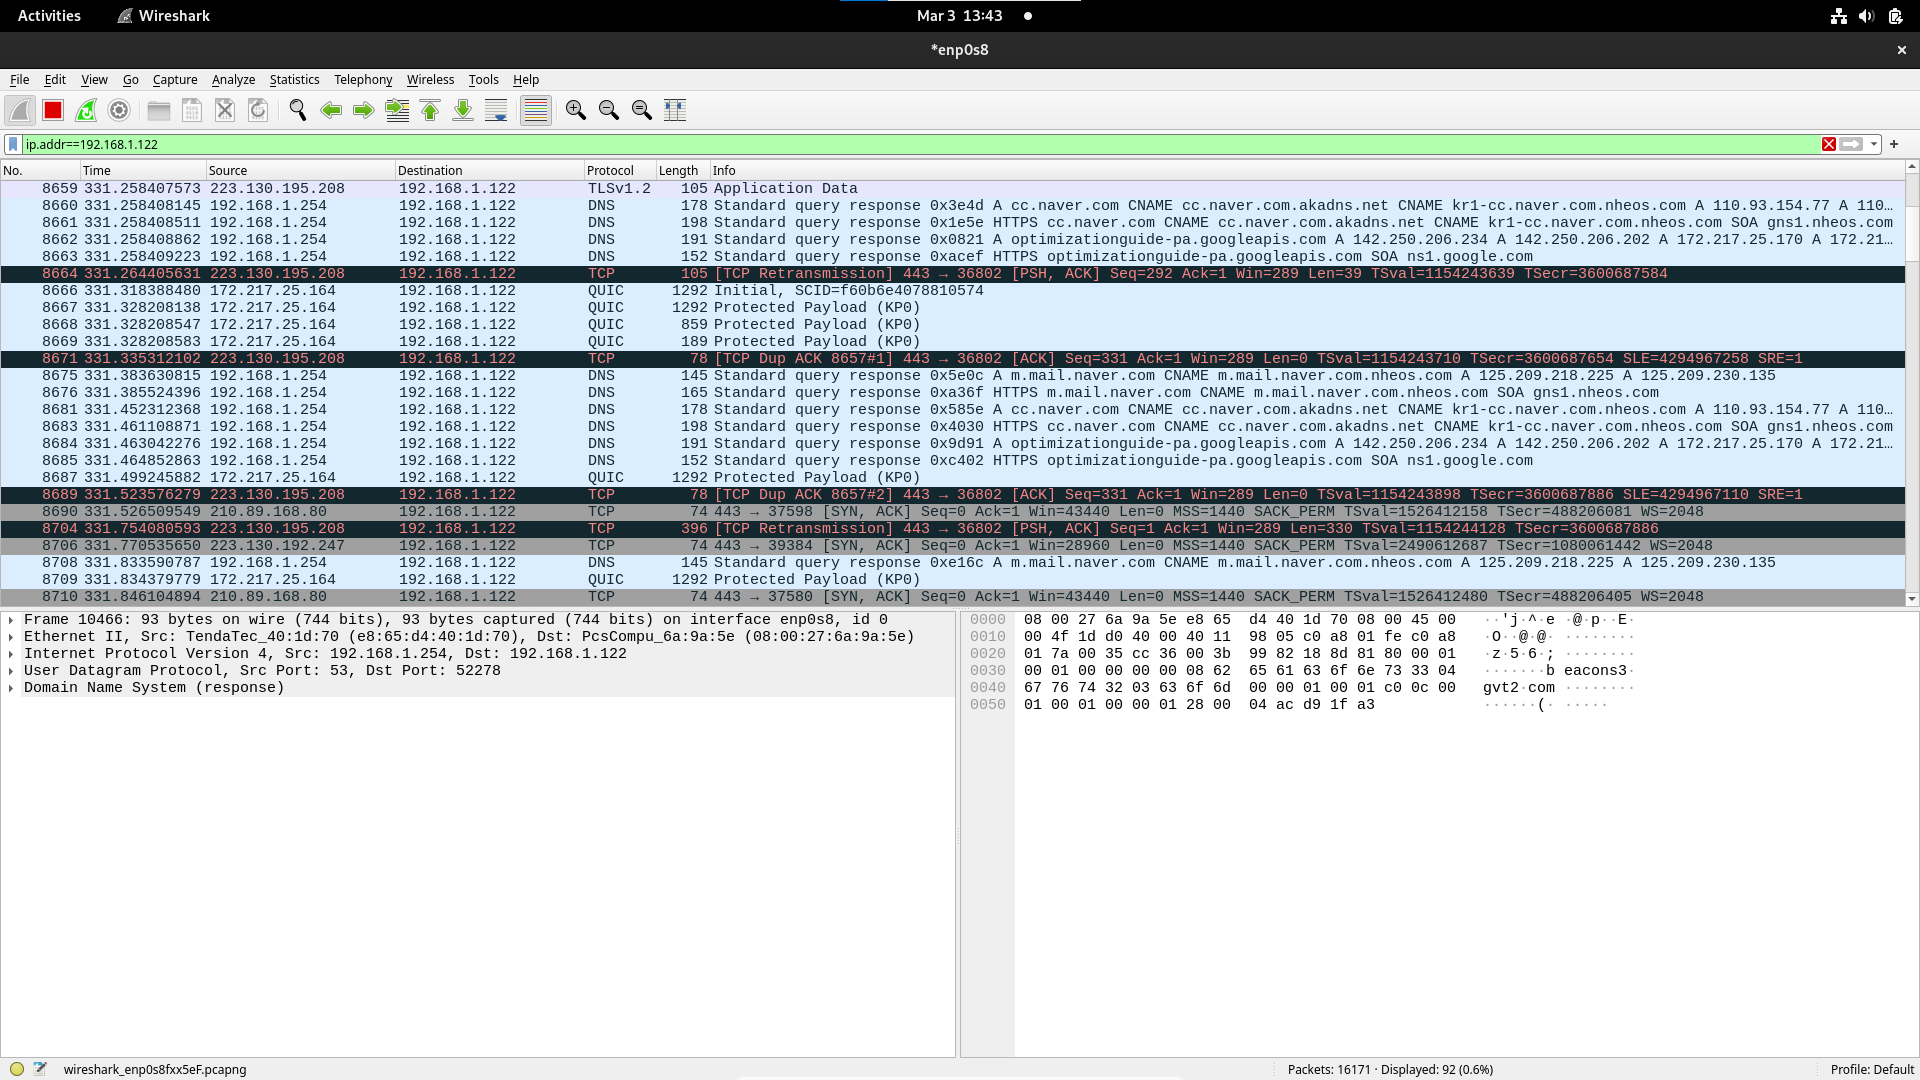 Activities Wireshark Mar 3 13:43
*enp0s8
File Edit View Go Capture Analyze Statistics Telephony Wireless Tools Help
ip.addr==192.168.1.122
No. Time Source Destination Protocol Length Info
8659 331.258407573 223.130.195.208 192.168.1.122 TLSv1.2 105 Application Data
8660 331.258408145 192.168.1.254 192.168.1.122 DNS 178 Standard query response 0x3e4d A cc.naver.com CNAME cc.naver.com.akadns.net CNAME kr1-cc.naver.com.nheos.com A 110.93.154.77 A 110…
8661 331.258408511 192.168.1.254 192.168.1.122 DNS 198 Standard query response 0x1e5e HTTPS cc.naver.com CNAME cc.naver.com.akadns.net CNAME kr1-cc.naver.com.nheos.com SOA gns1.nheos.com
8662 331.258408862 192.168.1.254 192.168.1.122 DNS 191 Standard query response 0x0821 A optimizationguide-pa.googleapis.com A 142.250.206.234 A 142.250.206.202 A 172.217.25.170 A 172.21…
8663 331.258409223 192.168.1.254 192.168.1.122 DNS 152 Standard query response 0xacef HTTPS optimizationguide-pa.googleapis.com SOA ns1.google.com
8664 331.264405631 223.130.195.208 192.168.1.122 TCP 105 [TCP Retransmission] 443 → 36802 [PSH, ACK] Seq=292 Ack=1 Win=289 Len=39 TSval=1154243639 TSecr=3600687584
8666 331.318388480 172.217.25.164 192.168.1.122 QUIC 1292 Initial, SCID=f60b6e4078810574
8667 331.328208138 172.217.25.164 192.168.1.122 QUIC 1292 Protected Payload (KP0)
8668 331.328208547 172.217.25.164 192.168.1.122 QUIC 859 Protected Payload (KP0)
8669 331.328208583 172.217.25.164 192.168.1.122 QUIC 189 Protected Payload (KP0)
8671 331.335312102 223.130.195.208 192.168.1.122 TCP 78 [TCP Dup ACK 8657#1] 443 → 36802 [ACK] Seq=331 Ack=1 Win=289 Len=0 TSval=1154243710 TSecr=3600687654 SLE=4294967258 SRE=1
8675 331.383630815 192.168.1.254 192.168.1.122 DNS 145 Standard query response 0x5e0c A m.mail.naver.com CNAME m.mail.naver.com.nheos.com A 125.209.218.225 A 125.209.230.135
8676 331.385524396 192.168.1.254 192.168.1.122 DNS 165 Standard query response 0xa36f HTTPS m.mail.naver.com CNAME m.mail.naver.com.nheos.com SOA gns1.nheos.com
8681 331.452312368 192.168.1.254 192.168.1.122 DNS 178 Standard query response 0x585e A cc.naver.com CNAME cc.naver.com.akadns.net CNAME kr1-cc.naver.com.nheos.com A 110.93.154.77 A 110…
8683 331.461108871 192.168.1.254 192.168.1.122 DNS 198 Standard query response 0x4030 HTTPS cc.naver.com CNAME cc.naver.com.akadns.net CNAME kr1-cc.naver.com.nheos.com SOA gns1.nheos.com
8684 331.463042276 192.168.1.254 192.168.1.122 DNS 191 Standard query response 0x9d91 A optimizationguide-pa.googleapis.com A 142.250.206.234 A 142.250.206.202 A 172.217.25.170 A 172.21…
8685 331.464852863 192.168.1.254 192.168.1.122 DNS 152 Standard query response 0xc402 HTTPS optimizationguide-pa.googleapis.com SOA ns1.google.com
8687 331.499245882 172.217.25.164 192.168.1.122 QUIC 1292 Protected Payload (KP0)
8689 331.523576279 223.130.195.208 192.168.1.122 TCP 78 [TCP Dup ACK 8657#2] 443 → 36802 [ACK] Seq=331 Ack=1 Win=289 Len=0 TSval=1154243898 TSecr=3600687886 SLE=4294967110 SRE=1
8690 331.526509549 210.89.168.80 192.168.1.122 TCP 74 443 → 37598 [SYN, ACK] Seq=0 Ack=1 Win=43440 Len=0 MSS=1440 SACK_PERM TSval=1526412158 TSecr=488206081 WS=2048
8704 331.754080593 223.130.195.208 192.168.1.122 TCP 396 [TCP Retransmission] 443 → 36802 [PSH, ACK] Seq=1 Ack=1 Win=289 Len=330 TSval=1154244128 TSecr=3600687886
8706 331.770535650 223.130.192.247 192.168.1.122 TCP 74 443 → 39384 [SYN, ACK] Seq=0 Ack=1 Win=28960 Len=0 MSS=1440 SACK_PERM TSval=2490612687 TSecr=1080061442 WS=2048
8708 331.833590787 192.168.1.254 192.168.1.122 DNS 145 Standard query response 0xe16c A m.mail.naver.com CNAME m.mail.naver.com.nheos.com A 125.209.218.225 A 125.209.230.135
8709 331.834379779 172.217.25.164 192.168.1.122 QUIC 1292 Protected Payload (KP0)
8710 331.846104894 210.89.168.80 192.168.1.122 TCP 74 443 → 37580 [SYN, ACK] Seq=0 Ack=1 Win=43440 Len=0 MSS=1440 SACK_PERM TSval=1526412480 TSecr=488206405 WS=2048
Frame 10466: 93 bytes on wire (744 bits), 93 bytes captured (744 bits) on interface enp0s8, id 0
Ethernet II, Src: TendaTec_40:1d:70 (e8:65:d4:40:1d:70), Dst: PcsCompu_6a:9a:5e (08:00:27:6a:9a:5e)
Internet Protocol Version 4, Src: 192.168.1.254, Dst: 192.168.1.122
User Datagram Protocol, Src Port: 53, Dst Port: 52278
Domain Name System (response)
0000 08 00 27 6a 9a 5e e8 65 d4 40 1d 70 08 00 45 00 ··'j·^·e ·@·p··E·
0010 00 4f 1d d0 40 00 40 11 98 05 c0 a8 01 fe c0 a8 ·O··@·@· ········
0020 01 7a 00 35 cc 36 00 3b 99 82 18 8d 81 80 00 01 ·z·5·6·; ········
0030 00 01 00 00 00 00 08 62 65 61 63 6f 6e 73 33 04 ·······b eacons3·
0040 67 76 74 32 03 63 6f 6d 00 00 01 00 01 c0 0c 00 gvt2·com ········
0050 01 00 01 00 00 01 28 00 04 ac d9 1f a3 ······(· ·····
wireshark_enp0s8fxx5eF.pcapng Packets: 16171 · Displayed: 92 (0.6%) Profile: Default